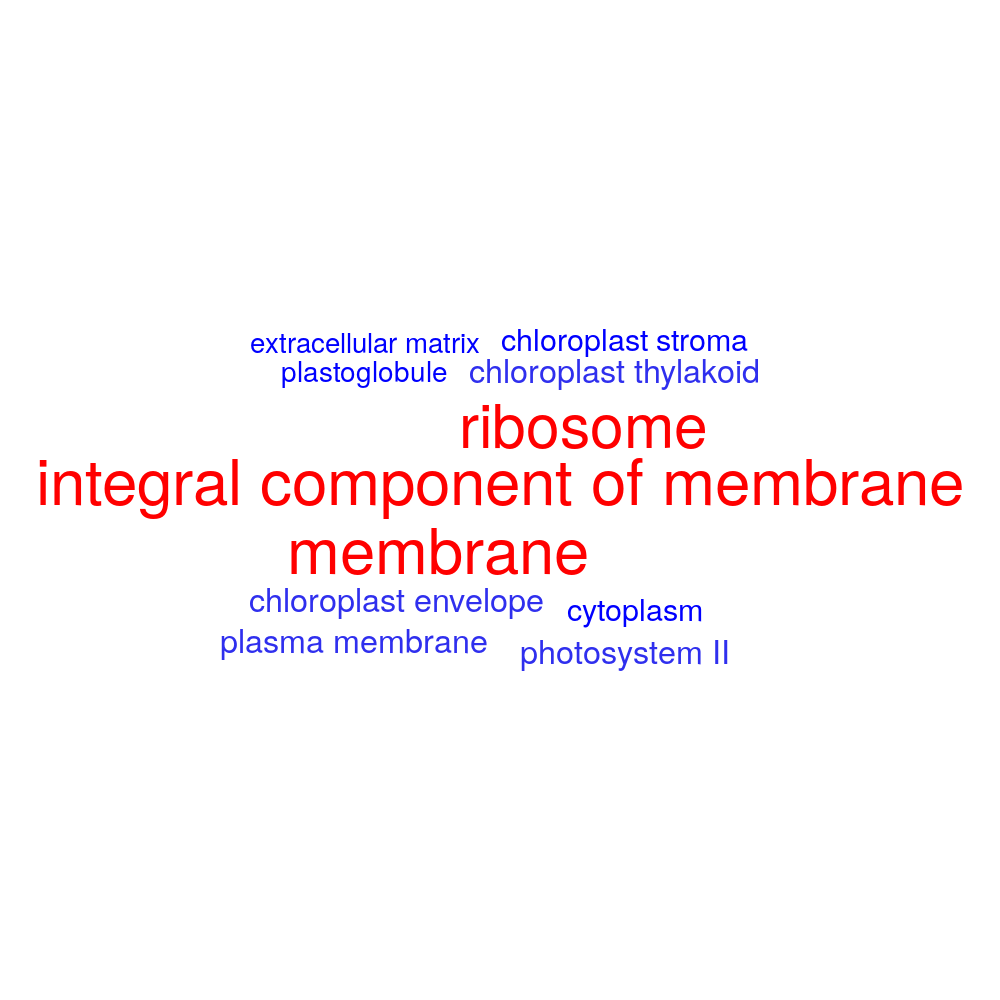 extracellular matrix chloroplast stroma
plastoglobule chloroplast thylakoid
ribosome
integral component of membrane
membrane
chloroplast envelope cytoplasm
plasma membrane photosystem II